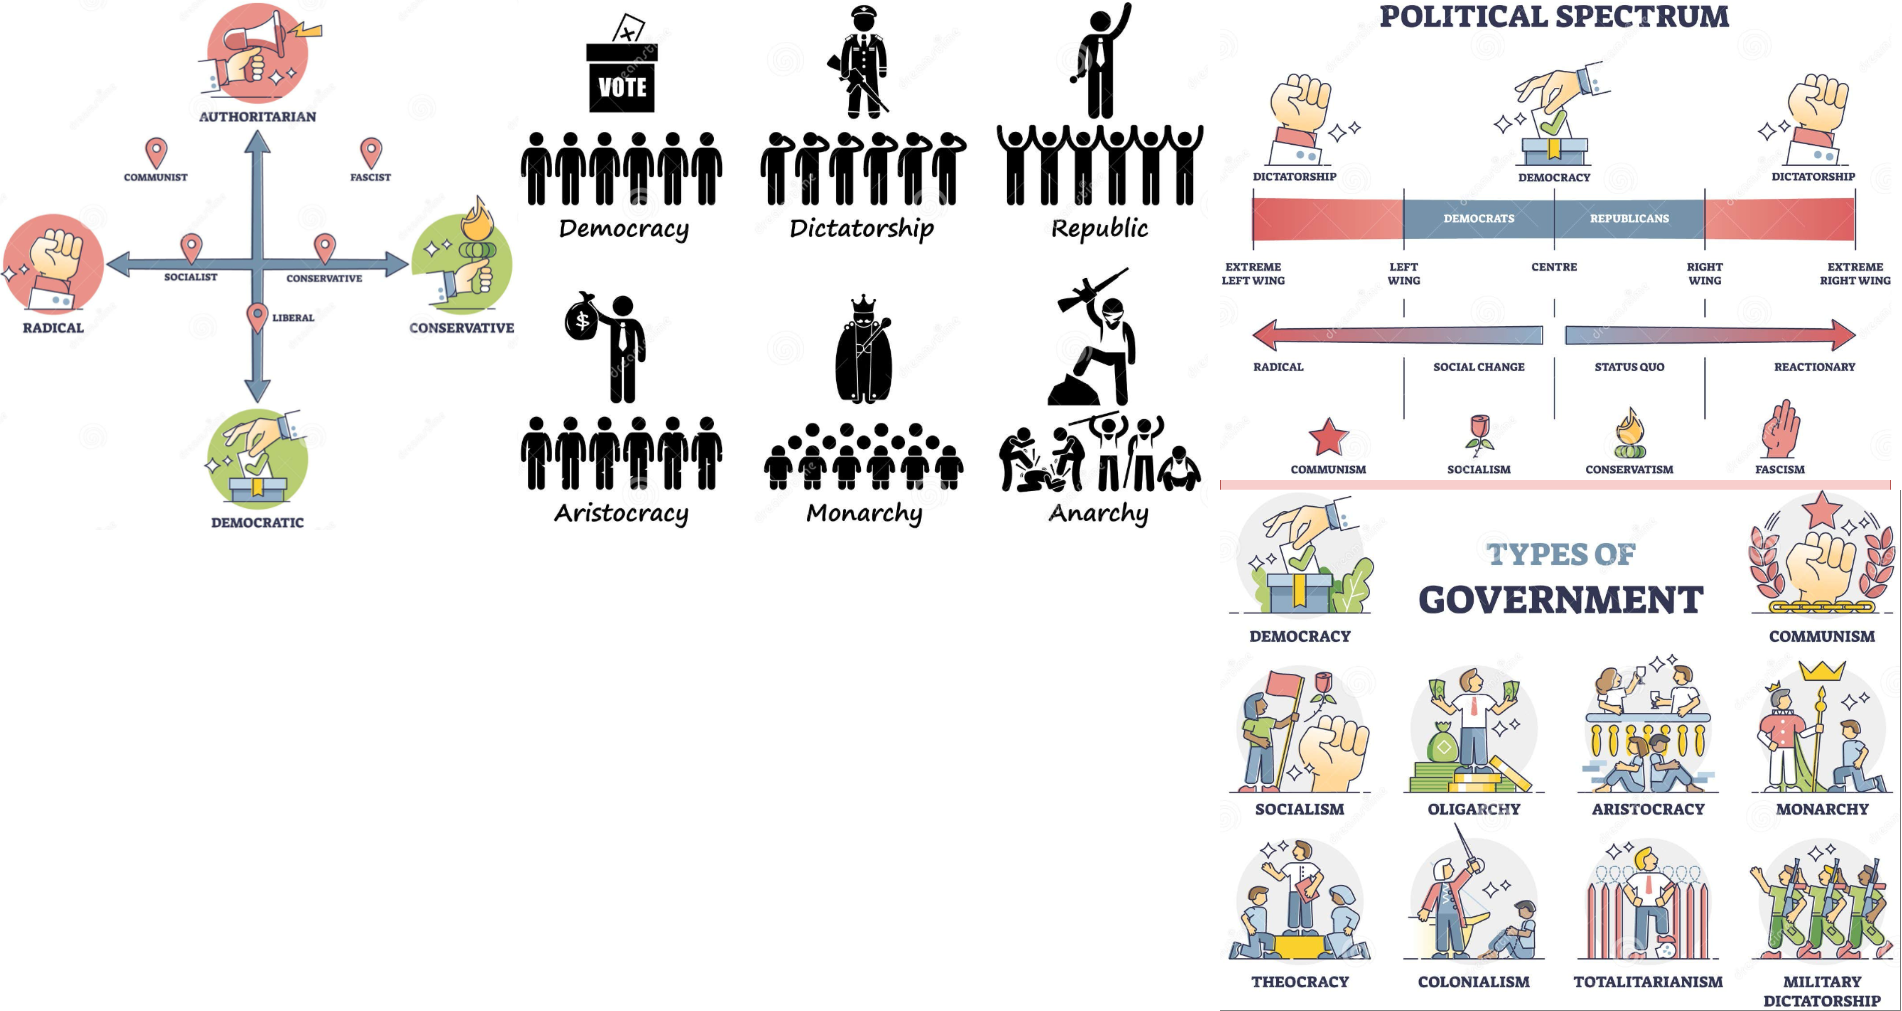 AUTHORITARIAN
COMMUNIST
FASCIST
SOCIALIST
CONSERVATIVE
RADICAL
LIBERAL
CONSERVATIVE
DEMOCRATIC
VOTE
Democracy
Dictatorship
Republic
$
Aristocracy
Monarchy
Anarchy
POLITICAL SPECTRUM
DICTATORSHIP
DEMOCRACY
DICTATORSHIP
DEMOCRATS
REPUBLICANS
EXTREME
LEFT WING
LEFT
WING
CENTRE
RIGHT
WING
EXTREME
RIGHT WING
RADICAL
SOCIAL CHANGE
STATUS QUO
REACTIONARY
COMMUNISM
SOCIALISM
CONSERVATISM
FASCISM
TYPES OF
GOVERNMENT
DEMOCRACY
COMMUNISM
SOCIALISM
OLIGARCHY
ARISTOCRACY
MONARCHY
THEOCRACY
COLONIALISM
TOTALITARIANISM
MILITARY
DICTATORSHIP